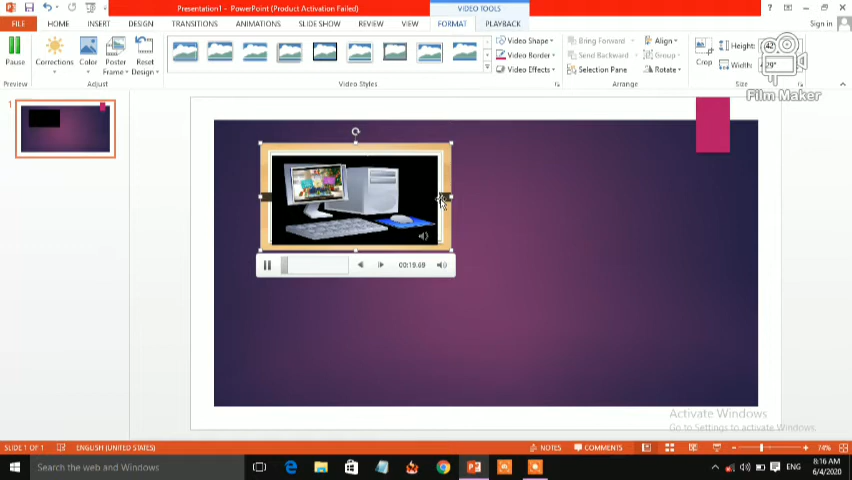 Presentation1 - PowerPoint (Product Activation Failed)
VIDEO TOOLS
FILE HOME INSERT DESIGN TRANSITIONS ANIMATIONS SLIDE SHOW REVIEW VIEW FORMAT PLAYBACK
Sign in
Pause
Corrections
Color
Poster Frame
Reset Design
Video Shape
Video Border
Video Effects
Bring Forward
Send Backward
Selection Pane
Align
Group
Rotate
Crop
Height:
Width:
Preview
Adjust
Video Styles
Arrange
Size
Film Maker
1
00:19.69
Activate Windows
Go to Settings to activate Windows.
SLIDE 1 OF 1
ENGLISH (UNITED STATES)
NOTES
COMMENTS
74%
Search the web and Windows
ENG
8:16 AM
6/4/2020